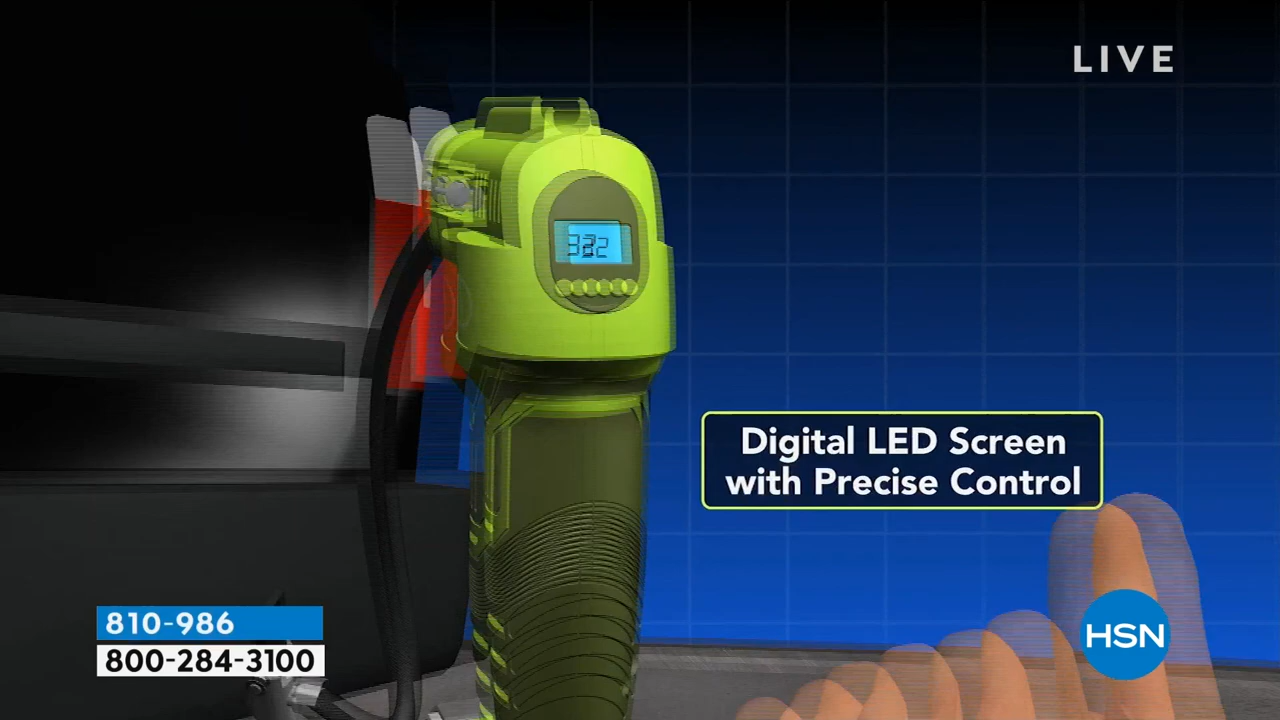 LIVE
Digital LED Screen
with Precise Control
810-986
800-284-3100
HSN